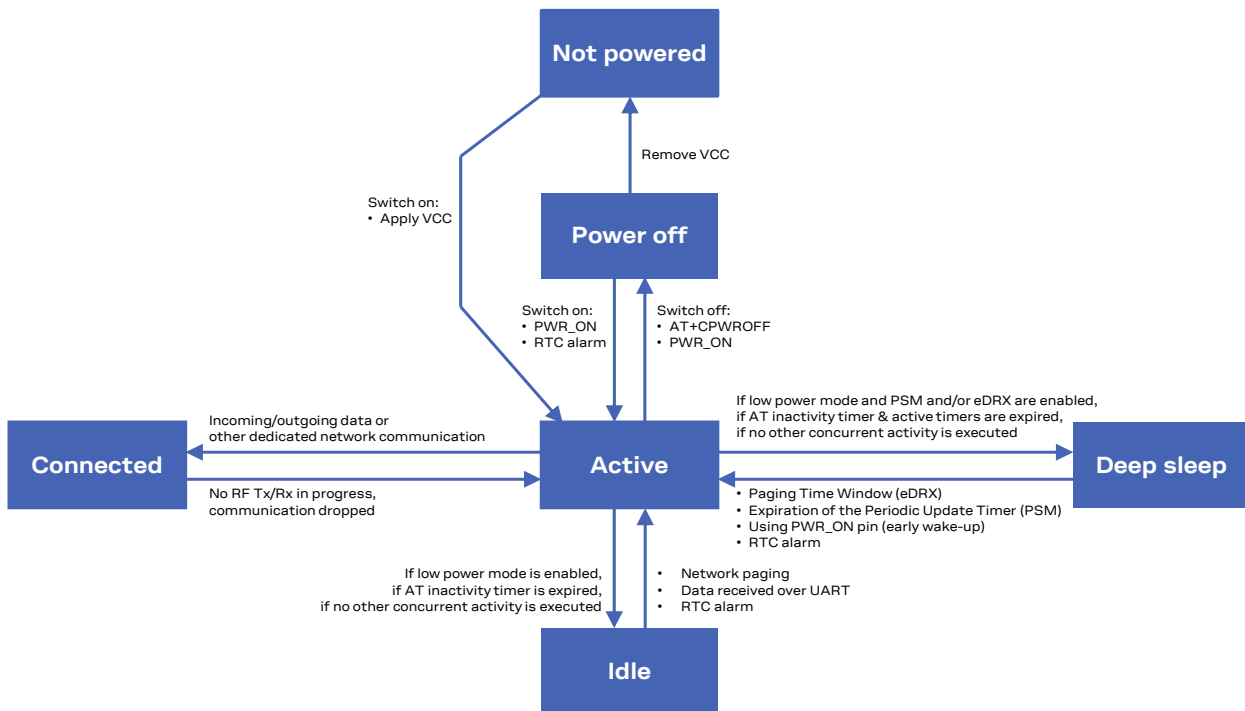 Not powered
Remove VCC
Switch on:
• Apply VCC
Power off
Switch on:
• PWR_ON
• RTC alarm
Switch off:
• AT+CPWROFF
• PWR_ON
Incoming/outgoing data or
other dedicated network communication
If low power mode and PSM and/or eDRX are enabled,
if AT inactivity timer & active timers are expired,
if no other concurrent activity is executed
Connected
Active
Deep sleep
No RF Tx/Rx in progress,
communication dropped
• Paging Time Window (eDRX)
• Expiration of the Periodic Update Timer (PSM)
• Using PWR_ON pin (early wake-up)
• RTC alarm
If low power mode is enabled,
if AT inactivity timer is expired,
if no other concurrent activity is executed
• Network paging
• Data received over UART
• RTC alarm
Idle